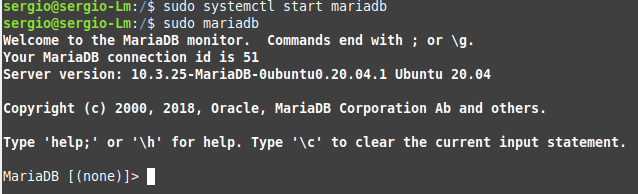 sergio@sergio-Lm:/$ sudo systemctl start mariadb
sergio@sergio-Lm:/$ sudo mariadb
Welcome to the MariaDB monitor.  Commands end with ; or \g.
Your MariaDB connection id is 51
Server version: 10.3.25-MariaDB-0ubuntu0.20.04.1 Ubuntu 20.04
Copyright (c) 2000, 2018, Oracle, MariaDB Corporation Ab and others.
Type 'help;' or '\h' for help. Type '\c' to clear the current input statement.
MariaDB [(none)]>